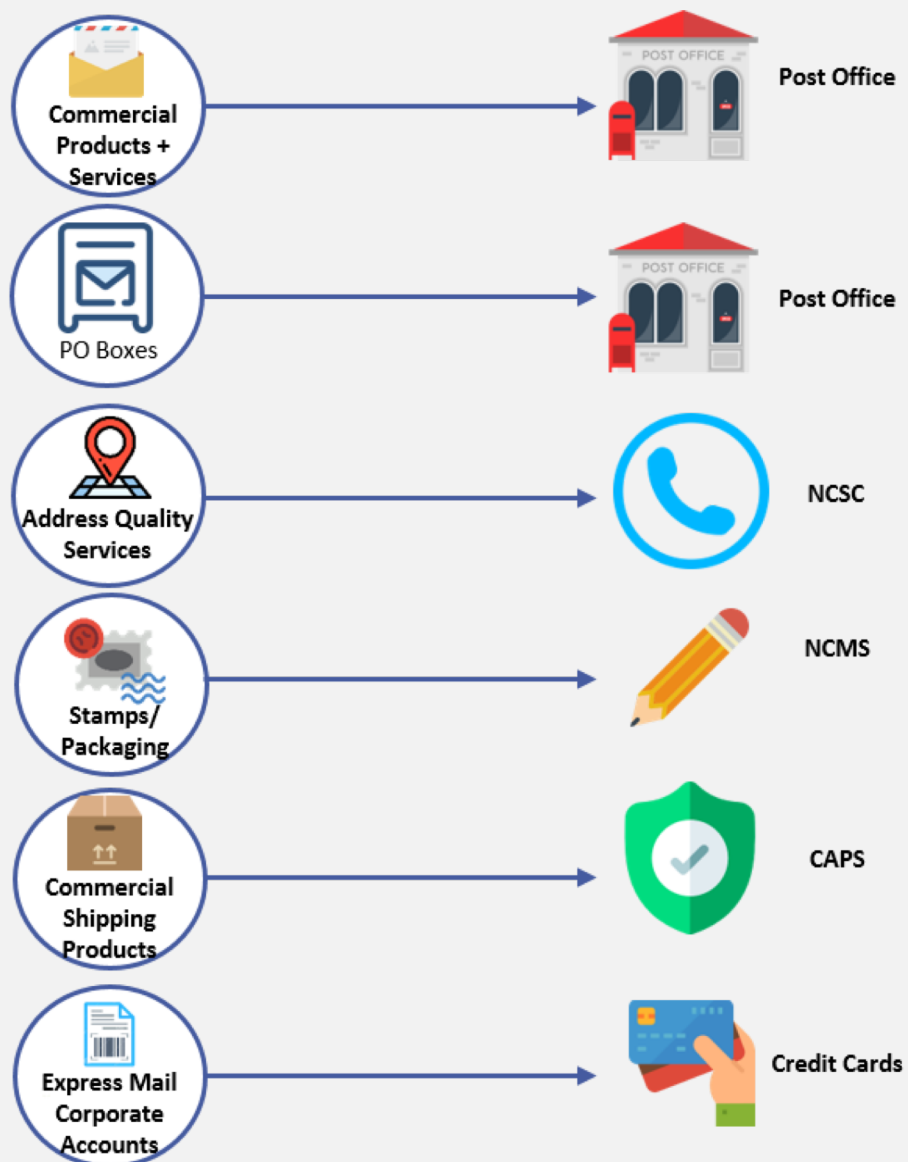 Commercial
Products +
Services
POST OFFICE
Post Office
PO Boxes
POST OFFICE
Post Office
Address Quality
Services
NCSC
Stamps/
Packaging
NCMS
Commercial
Shipping
Products
CAPS
Express Mail
Corporate
Accounts
Credit Cards